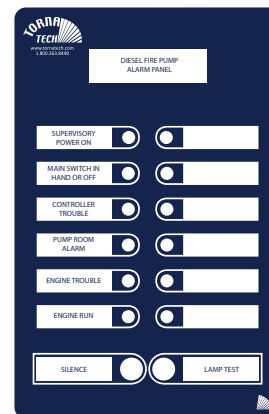 TORNA
TECH
www.tornatech.com
1.800.363.8448
DIESEL FIRE PUMP
ALARM PANEL
SUPERVISORY
POWER ON
MAIN SWITCH IN
HAND OR OFF
CONTROLLER
TROUBLE
PUMP ROOM
ALARM
ENGINE TROUBLE
ENGINE RUN
SILENCE
LAMP TEST